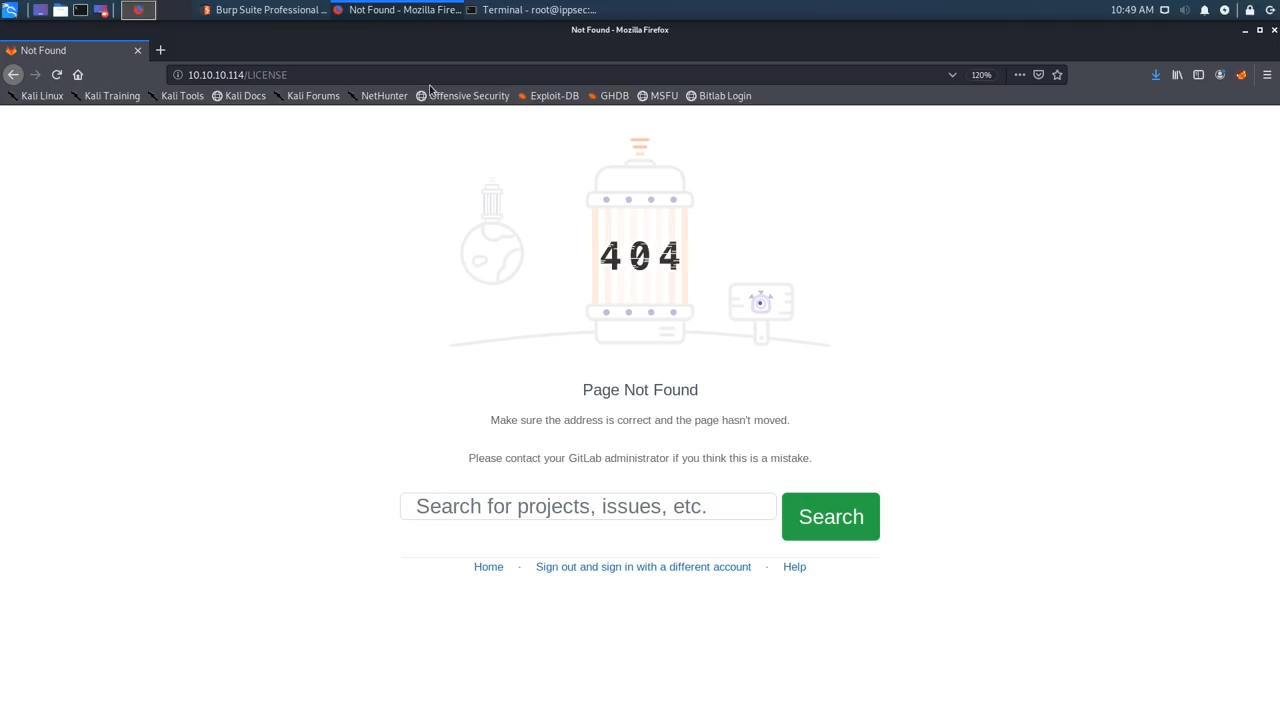 Burp Suite Professional ...
Not Found - Mozilla Fire...
Terminal - root@ippsec:...
10:49 AM
Not Found - Mozilla Firefox
Not Found
10.10.10.114/LICENSE
120%
Kali Linux
Kali Training
Kali Tools
Kali Docs
Kali Forums
NetHunter
Offensive Security
Exploit-DB
GHDB
MSFU
Bitlab Login
404
Page Not Found
Make sure the address is correct and the page hasn't moved.
Please contact your GitLab administrator if you think this is a mistake.
Search for projects, issues, etc.
Search
Home · Sign out and sign in with a different account · Help